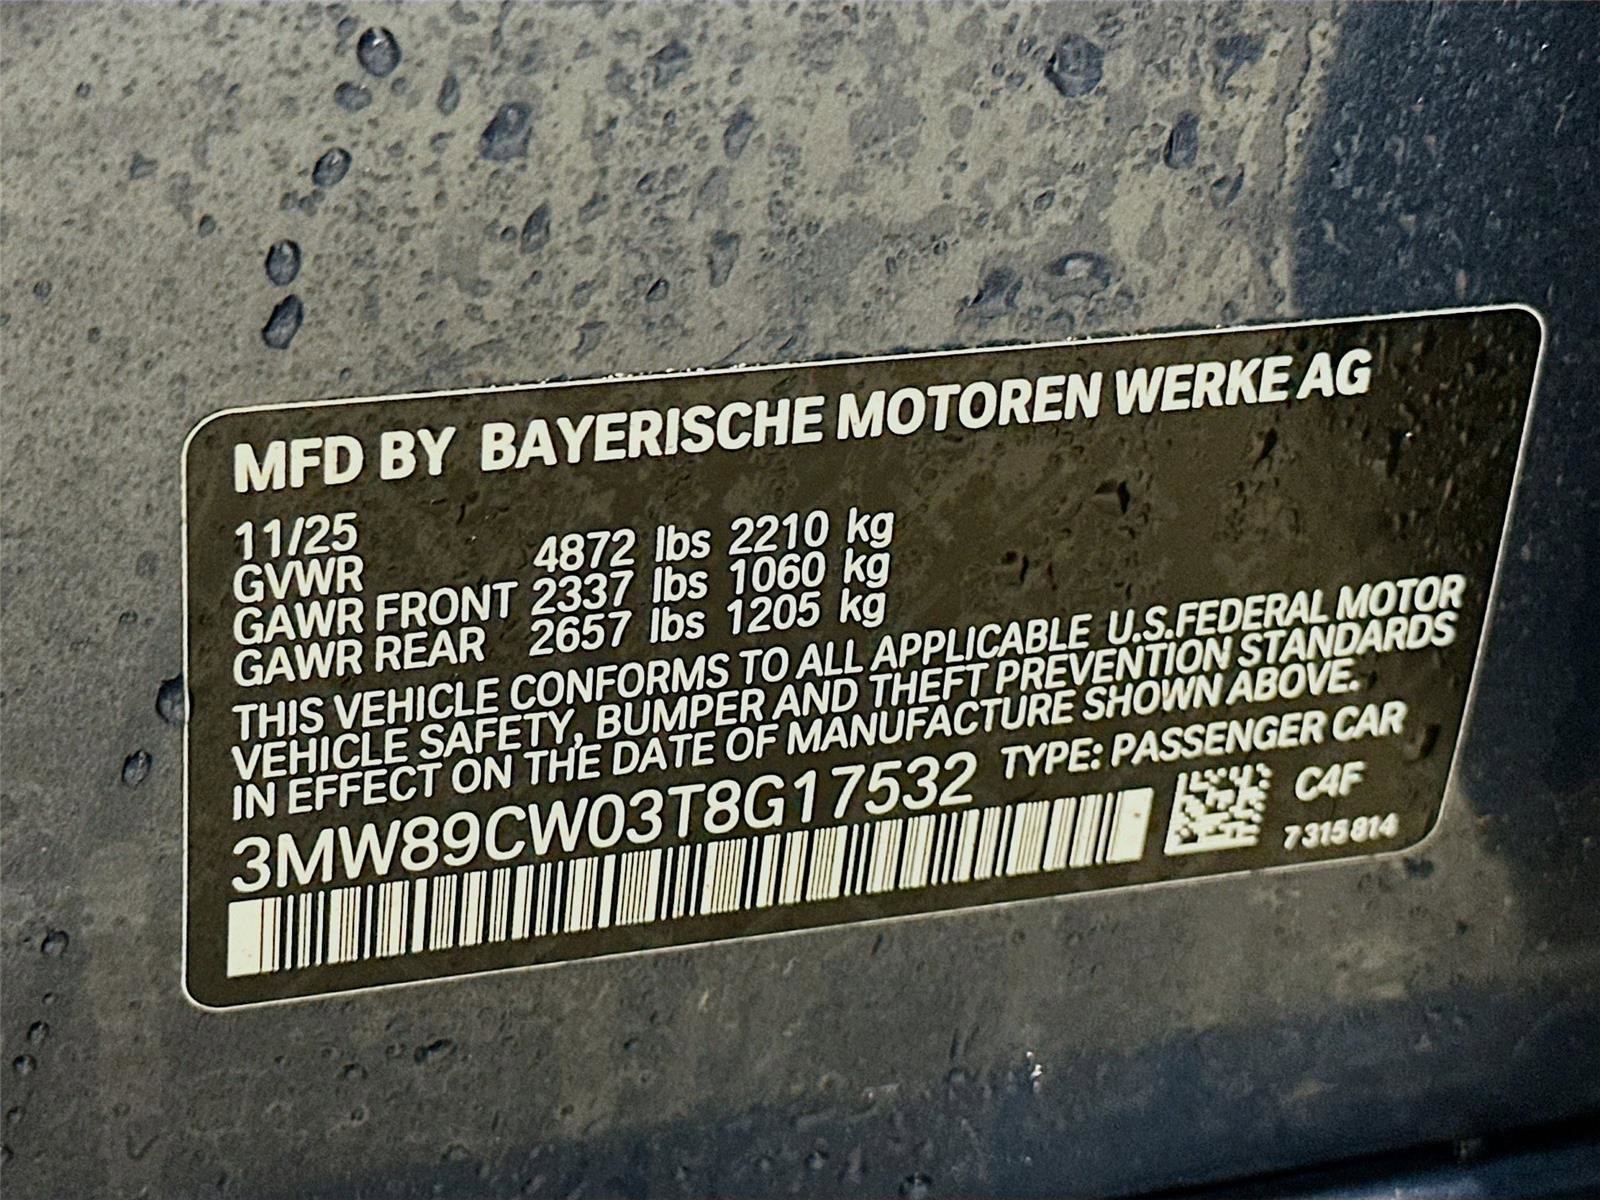 MFD BY BAYERISCHE MOTOREN WERKE AG
11/25
GVWR 4872 lbs 2210 kg
GAWR FRONT 2337 lbs 1060 kg
GAWR REAR 2657 lbs 1205 kg
THIS VEHICLE CONFORMS TO ALL APPLICABLE U.S.FEDERAL MOTOR
VEHICLE SAFETY, BUMPER AND THEFT PREVENTION STANDARDS
IN EFFECT ON THE DATE OF MANUFACTURE SHOWN ABOVE.
3MW89CW03T8G17532 TYPE: PASSENGER CAR
C4F
7315814